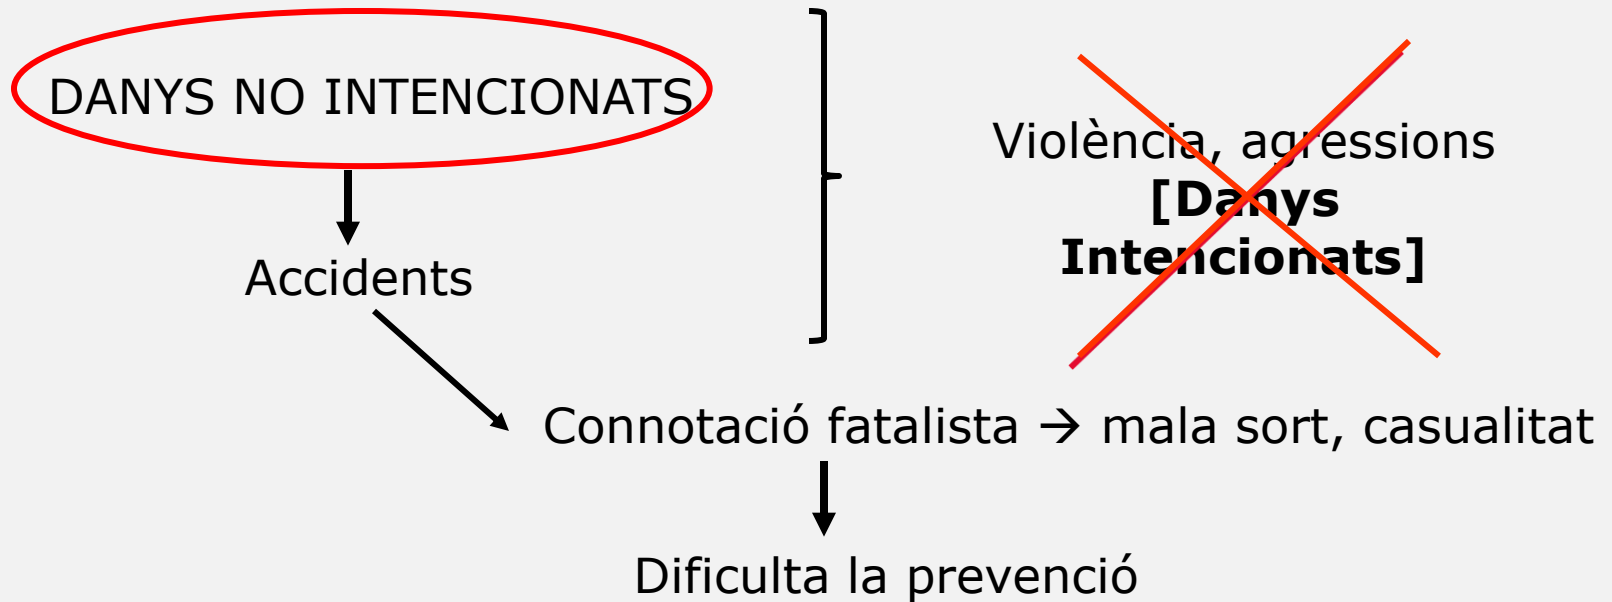 DANYS NO INTENCIONATS
Violència, agressions
[Danys
Intencionats]
Accidents
Connotació fatalista → mala sort, casualitat
Dificulta la prevenció